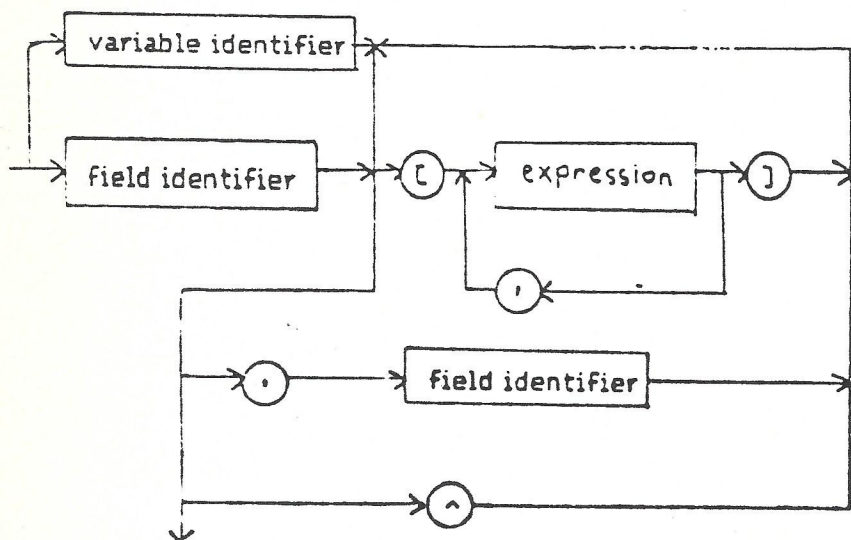 variable identifier
field identifier
[
expression
]
,
.
field identifier
^